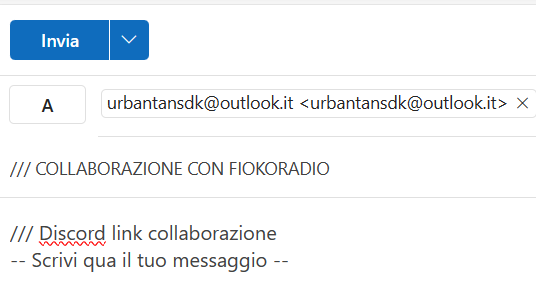 Invia
A
urbantansdk@outlook.it <urbantansdk@outlook.it>
/// COLLABORAZIONE CON FIOKORADIO
/// Discord link collaborazione
-- Scrivi qua il tuo messaggio --